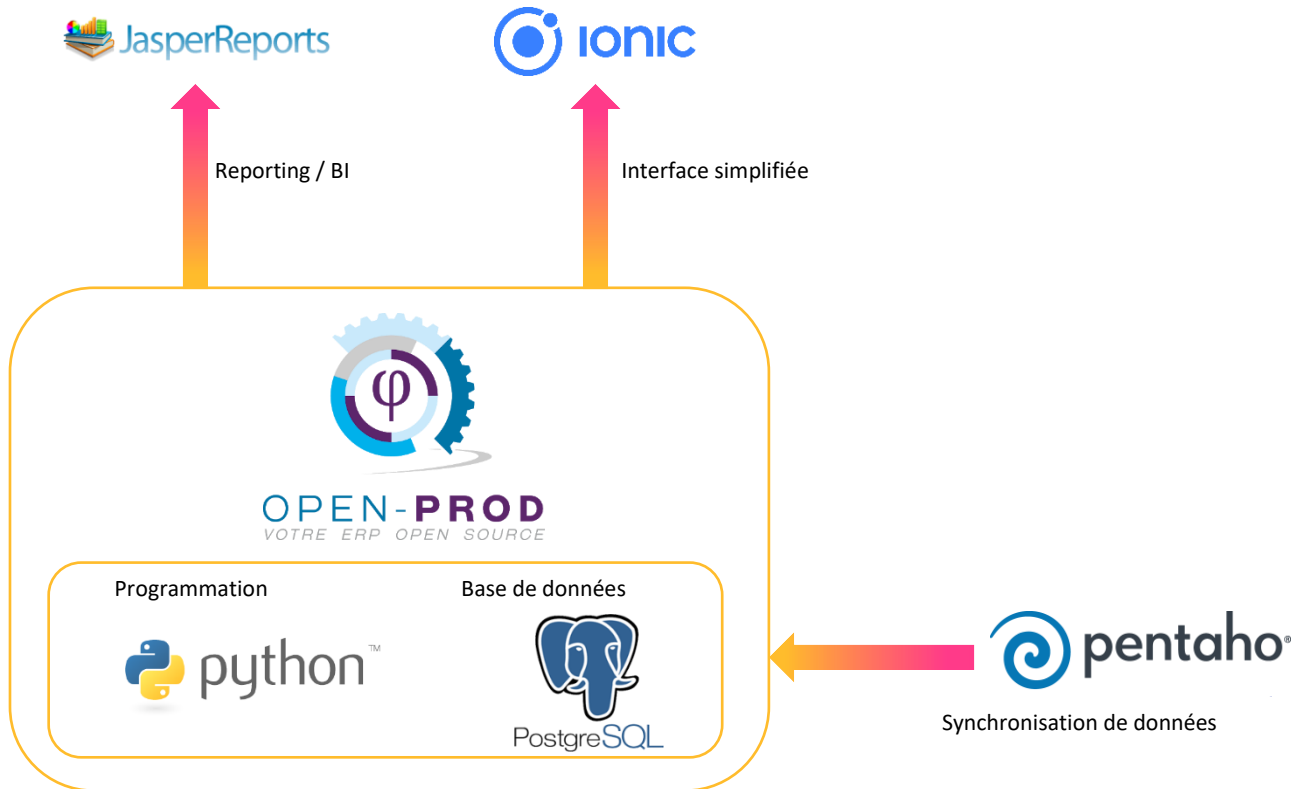 JasperReports
ionic
Reporting / BI
Interface simplifiée
φ
OPEN-PROD
VOTRE ERP OPEN SOURCE
Programmation
Base de données
python™
PostgreSQL
pentaho®
Synchronisation de données